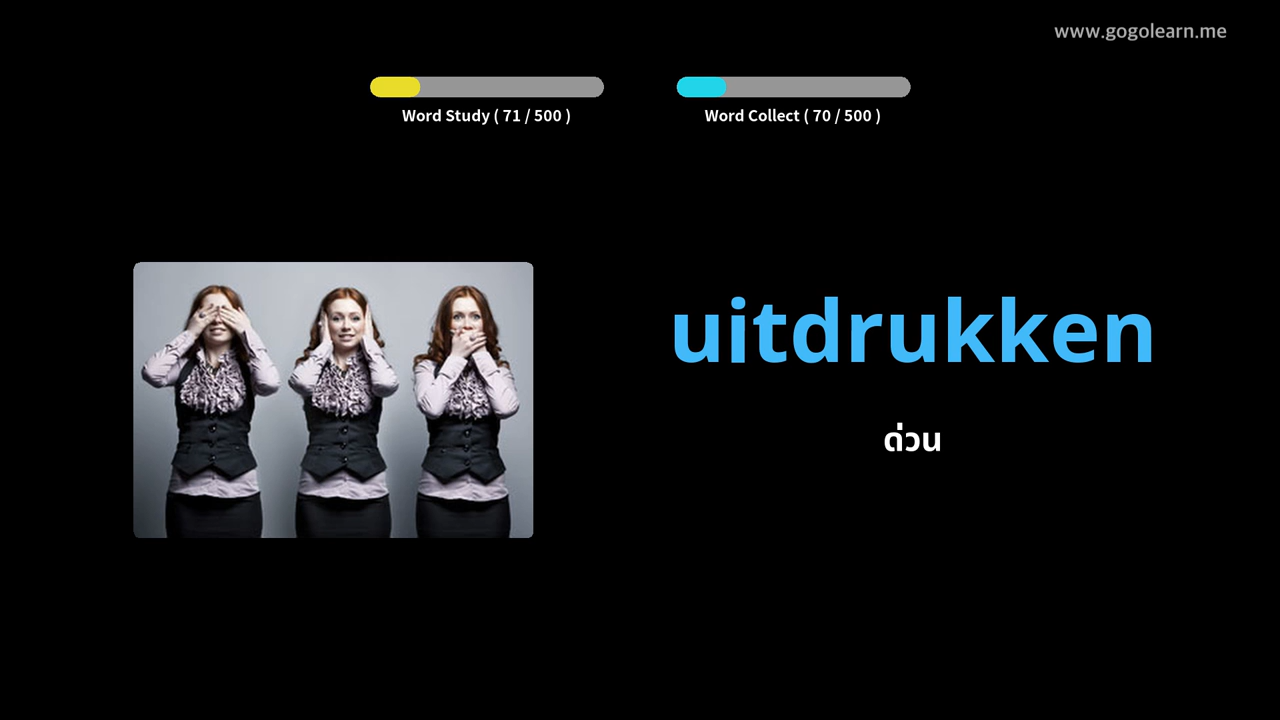 www.gogolearn.me
Word Study ( 71 / 500 )
Word Collect ( 70 / 500 )
uitdrukken
ด่วน